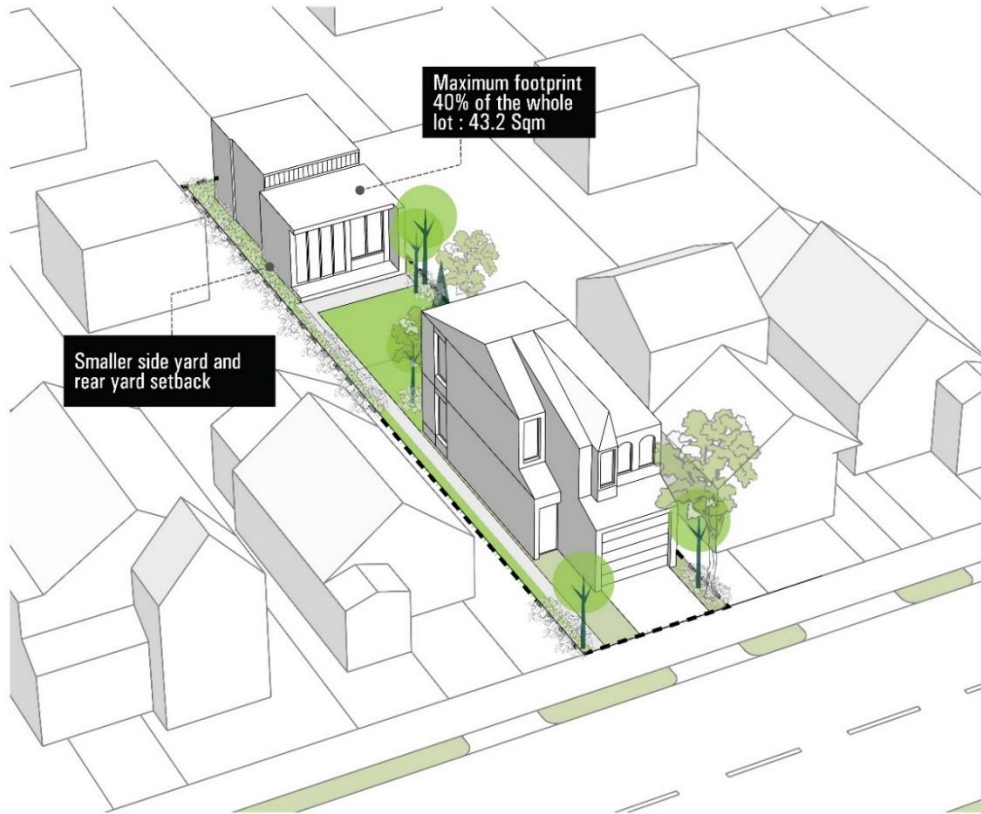 Maximum footprint
40% of the whole
lot : 43.2 Sqm
Smaller side yard and
rear yard setback